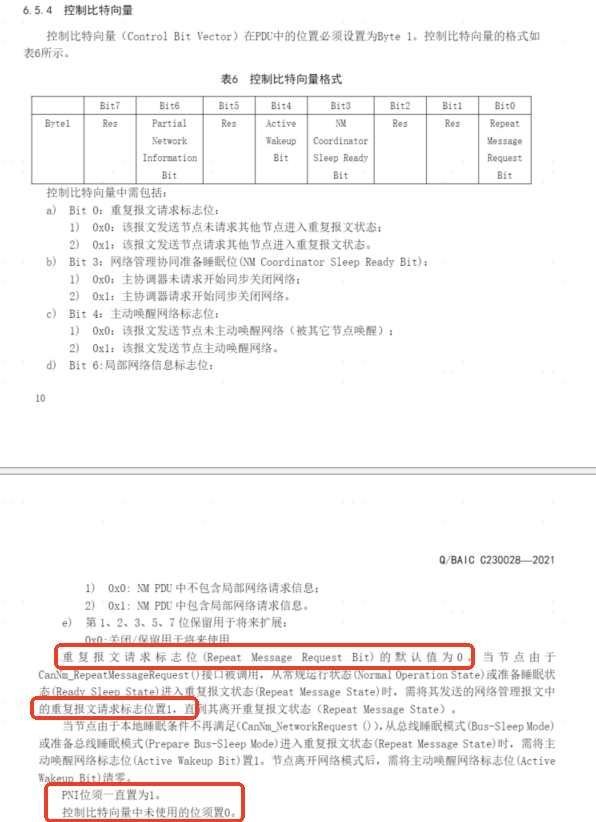 6.5.4 控制比特向量
控制比特向量（Control Bit Vector）在PDU中的位置必须设置为Byte 1。控制比特向量的格式如
表6所示。
表6 控制比特向量格式
Bit7 Bit6 Bit5 Bit4 Bit3 Bit2 Bit1 Bit0
Byte1 Res Partial Network Information Bit Res Active Wakeup Bit NM Coordinator Sleep Ready Bit Res Res Repeat Message Request Bit
控制比特向量中需包括：
a) Bit 0：重复报文请求标志位：
1) 0x0：该报文发送节点未请求其他节点进入重复报文状态；
2) 0x1：该报文发送节点请求其他节点进入重复报文状态。
b) Bit 3：网络管理协同准备睡眠位(NM Coordinator Sleep Ready Bit)：
1) 0x0：主协调器未请求开始同步关闭网络；
2) 0x1：主协调器请求开始同步关闭网络。
c) Bit 4：主动唤醒网络标志位：
1) 0x0：该报文发送节点未主动唤醒网络（被其它节点唤醒）；
2) 0x1：该报文发送节点主动唤醒网络。
d) Bit 6:局部网络信息标志位：
10
Q/BAIC C230028—2021
1) 0x0: NM PDU 中不包含局部网络请求信息；
2) 0x1: NM PDU 中包含局部网络请求信息。
e) 第 1、2、3、5、7 位保留用于将来扩展：
0x0:关闭/保留用于将来使用
重复报文请求标志位(Repeat Message Request Bit)的默认值为0。当节点由于
CanNm_RepeatMessageRequest()接口被调用，从常规运行状态(Normal Operation State)或准备睡眠状
态(Ready Sleep State)进入重复报文状态(Repeat Message State)时，需将其发送的网络管理报文中
的重复报文请求标志位置1，直到其离开重复报文状态（Repeat Message State）。
当节点由于本地睡眠条件不再满足(CanNm_NetworkRequest ())，从总线睡眠模式(Bus-Sleep Mode)
或准备总线睡眠模式(Prepare Bus-Sleep Mode)进入重复报文状态(Repeat Message State)时，需将主
动唤醒网络标志位(Active Wakeup Bit)置1。节点离开网络模式后，需将主动唤醒网络标志位(Active
Wakeup Bit)清零。
PNI位须一直置为1。
控制比特向量中未使用的位须置0。